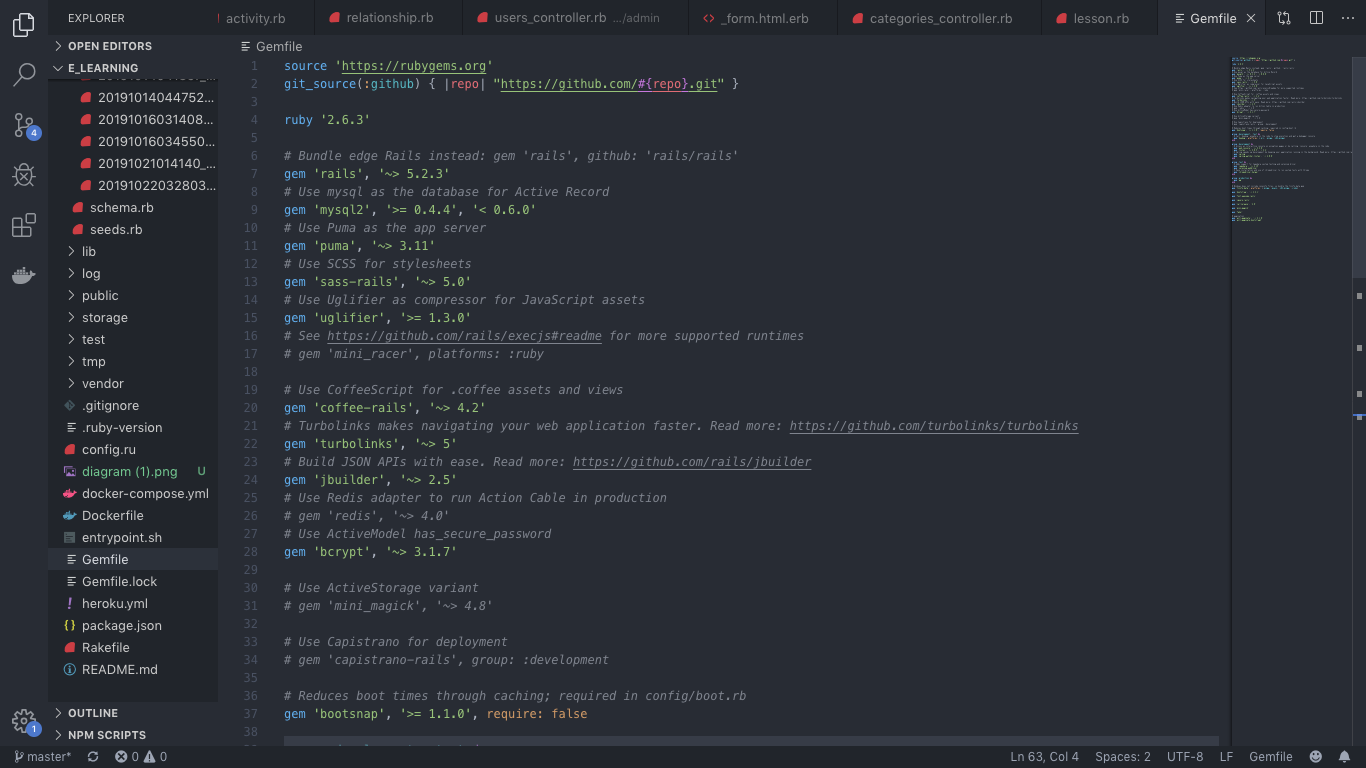 EXPLORER
activity.rb
relationship.rb
users_controller.rb .../admin
_form.html.erb
categories_controller.rb
lesson.rb
Gemfile
OPEN EDITORS
E_LEARNING
20191014044752...
20191016031408...
20191016034550...
20191021014140_...
20191022032803...
schema.rb
seeds.rb
lib
log
public
storage
test
tmp
vendor
.gitignore
.ruby-version
config.ru
diagram (1).png U
docker-compose.yml
Dockerfile
entrypoint.sh
Gemfile
Gemfile.lock
heroku.yml
package.json
Rakefile
README.md
OUTLINE
NPM SCRIPTS
4
1
Gemfile
1 source 'https://rubygems.org'
2 git_source(:github) { |repo| "https://github.com/#{repo}.git" }
3
4 ruby '2.6.3'
5
6 # Bundle edge Rails instead: gem 'rails', github: 'rails/rails'
7 gem 'rails', '~> 5.2.3'
8 # Use mysql as the database for Active Record
9 gem 'mysql2', '>= 0.4.4', '< 0.6.0'
10 # Use Puma as the app server
11 gem 'puma', '~> 3.11'
12 # Use SCSS for stylesheets
13 gem 'sass-rails', '~> 5.0'
14 # Use Uglifier as compressor for JavaScript assets
15 gem 'uglifier', '>= 1.3.0'
16 # See https://github.com/rails/execjs#readme for more supported runtimes
17 # gem 'mini_racer', platforms: :ruby
18
19 # Use CoffeeScript for .coffee assets and views
20 gem 'coffee-rails', '~> 4.2'
21 # Turbolinks makes navigating your web application faster. Read more: https://github.com/turbolinks/turbolinks
22 gem 'turbolinks', '~> 5'
23 # Build JSON APIs with ease. Read more: https://github.com/rails/jbuilder
24 gem 'jbuilder', '~> 2.5'
25 # Use Redis adapter to run Action Cable in production
26 # gem 'redis', '~> 4.0'
27 # Use ActiveModel has_secure_password
28 gem 'bcrypt', '~> 3.1.7'
29
30 # Use ActiveStorage variant
31 # gem 'mini_magick', '~> 4.8'
32
33 # Use Capistrano for deployment
34 # gem 'capistrano-rails', group: :development
35
36 # Reduces boot times through caching; required in config/boot.rb
37 gem 'bootsnap', '>= 1.1.0', require: false
38
master* 0 0 Ln 63, Col 4 Spaces: 2 UTF-8 LF Gemfile